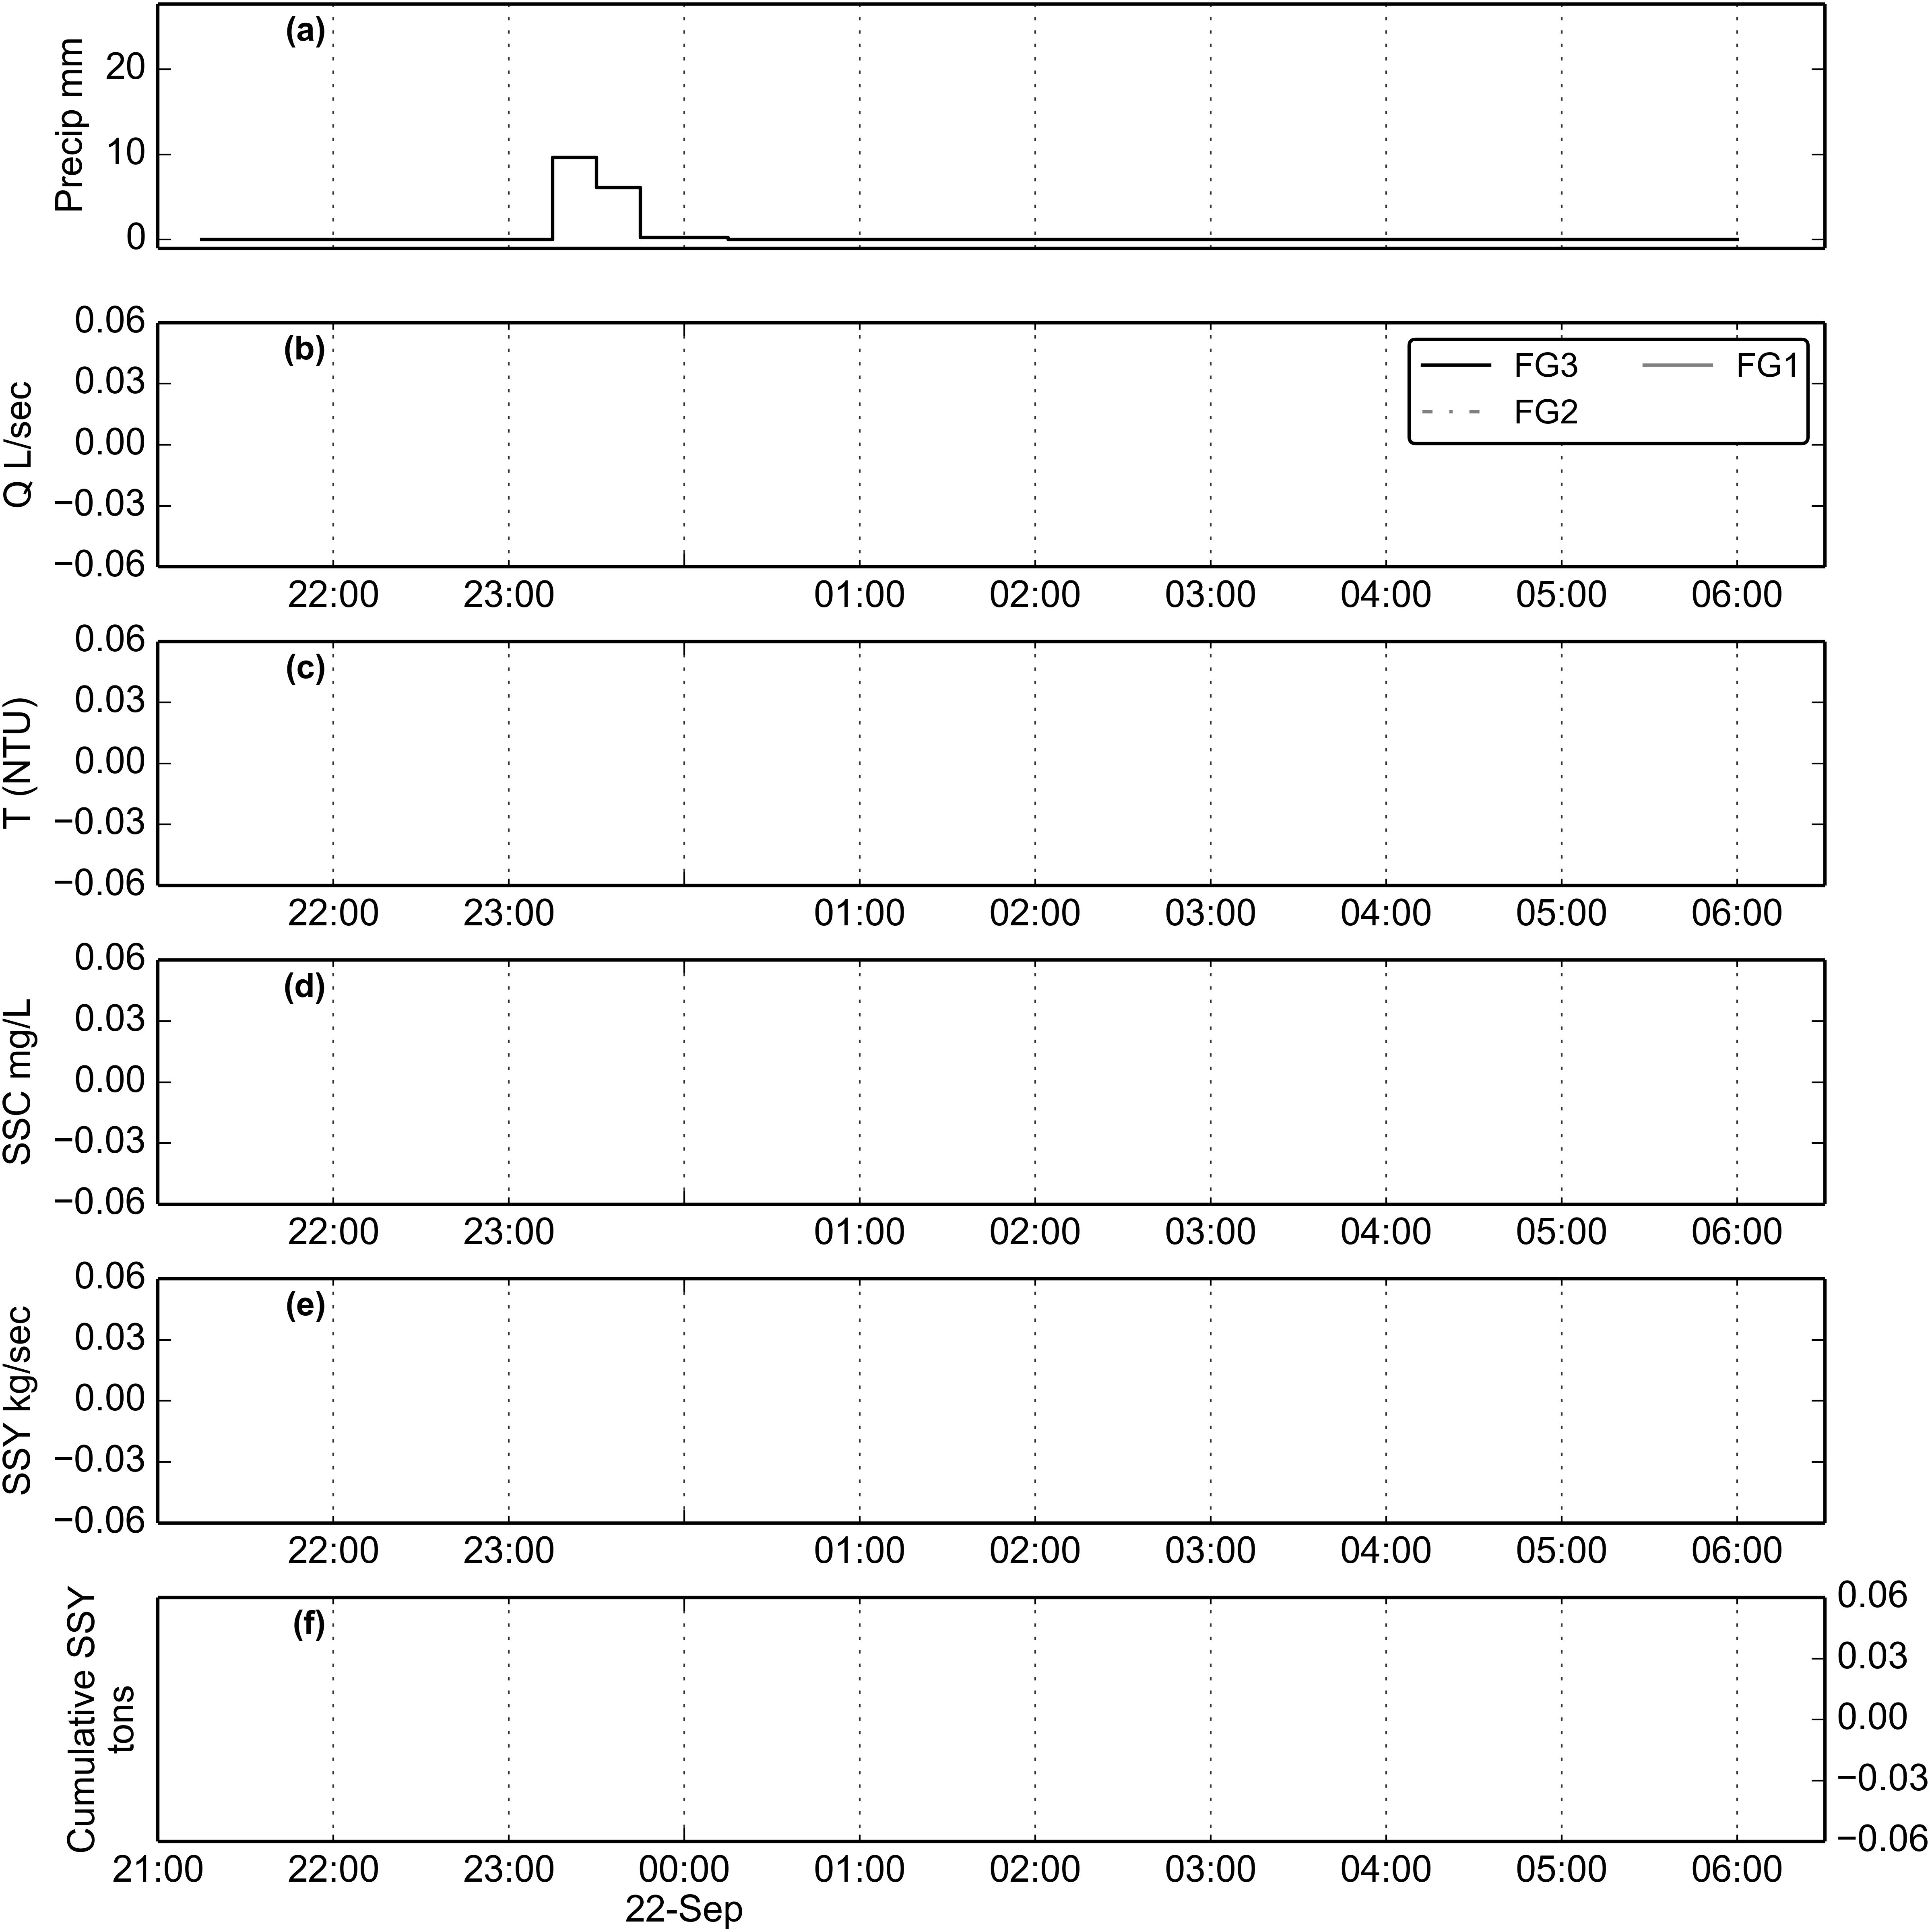 (a)
Precip mm
20
10
0
(b)
Q L/sec
0.06
0.03
0.00
−0.03
−0.06
FG3 FG1
FG2
22:00 23:00 01:00 02:00 03:00 04:00 05:00 06:00
(c)
T (NTU)
0.06
0.03
0.00
−0.03
−0.06
22:00 23:00 01:00 02:00 03:00 04:00 05:00 06:00
(d)
SSC mg/L
0.06
0.03
0.00
−0.03
−0.06
22:00 23:00 01:00 02:00 03:00 04:00 05:00 06:00
(e)
SSY kg/sec
0.06
0.03
0.00
−0.03
−0.06
22:00 23:00 01:00 02:00 03:00 04:00 05:00 06:00
(f)
Cumulative SSY
tons
0.06
0.03
0.00
−0.03
−0.06
21:00 22:00 23:00 00:00 01:00 02:00 03:00 04:00 05:00 06:00
22-Sep